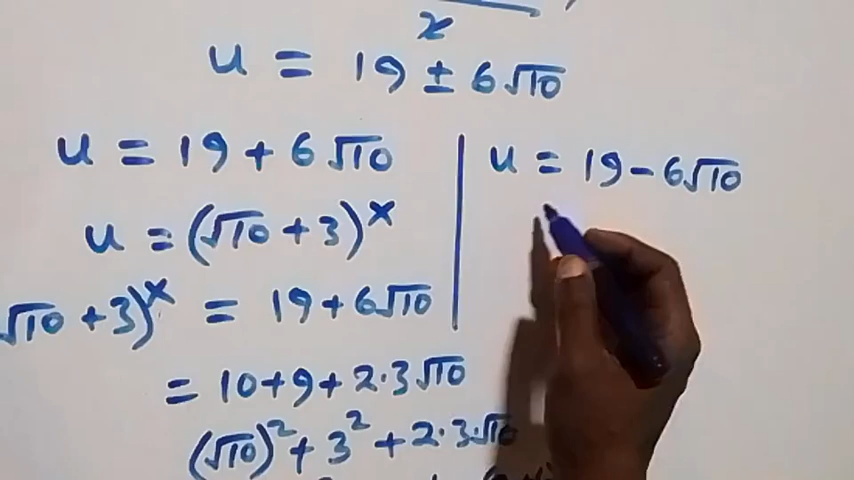 2
u = 19 ± 6√10
u = 19 + 6√10
u = (√10 + 3)^x
√10 + 3)^x = 19 + 6√10
= 10 + 9 + 2·3√10
(√10)² + 3² + 2·3·√10
u = 19 - 6√10